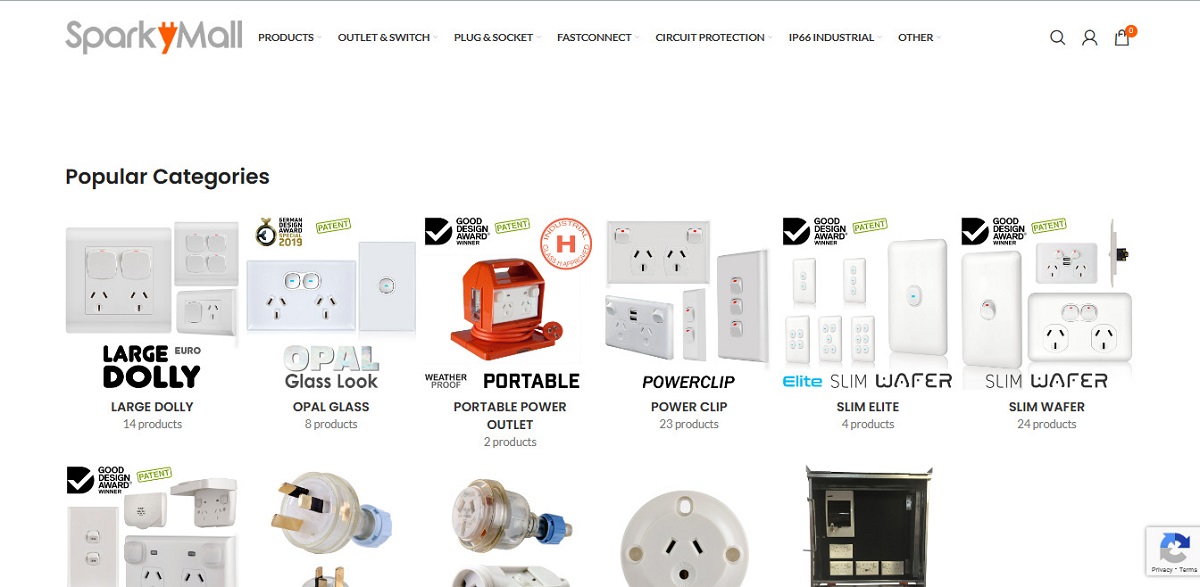 SparkyMall
PRODUCTS
OUTLET & SWITCH
PLUG & SOCKET
FASTCONNECT
CIRCUIT PROTECTION
IP66 INDUSTRIAL
OTHER
0
Popular Categories
LARGE EURO
DOLLY
LARGE DOLLY
14 products
GERMAN
DESIGN
AWARD
SPECIAL
2019
PATENT
OPAL
Glass Look
OPAL GLASS
8 products
GOOD
DESIGN
AWARD®
WINNER
PATENT
INDUSTRIAL
H
CLASS H APPROVED
WEATHER
PROOF
PORTABLE
PORTABLE POWER
OUTLET
2 products
POWERCLIP
POWER CLIP
23 products
GOOD
DESIGN
AWARD®
WINNER
PATENT
Elite SLIM WAFER
SLIM ELITE
4 products
GOOD
DESIGN
AWARD®
WINNER
PATENT
SLIM WAFER
SLIM WAFER
24 products
GOOD
DESIGN
AWARD®
WINNER
PATENT
Privacy - Terms